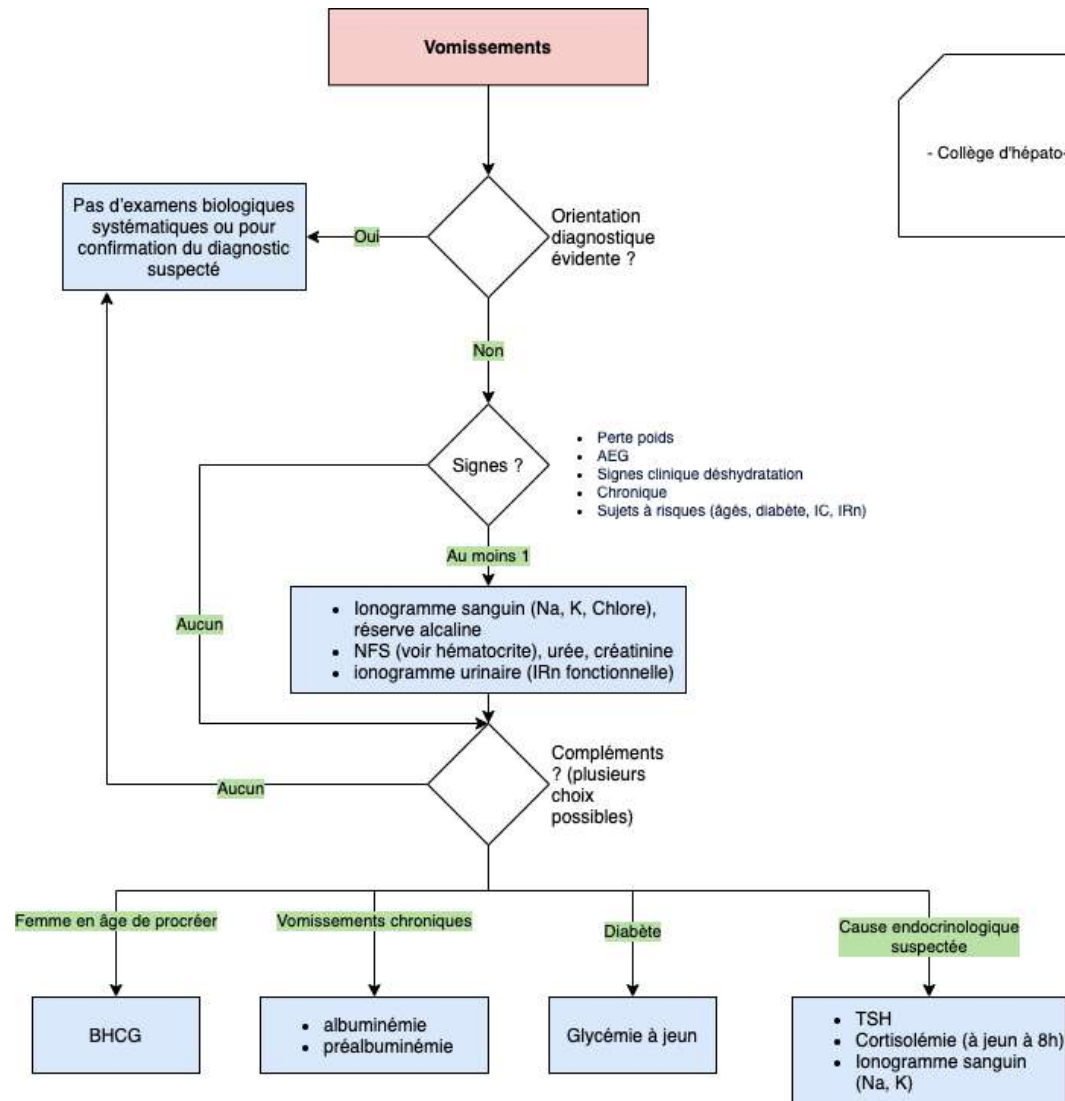 Vomissements
- Collège d'hépato-
Pas d'examens biologiques
systématiques ou pour
confirmation du diagnostic
suspecté
Oui
Orientation
diagnostique
évidente ?
Non
Signes ?
• Perte poids
• AEG
• Signes clinique déshydratation
• Chronique
• Sujets à risques (âgés, diabète, IC, IRn)
Au moins 1
Aucun
• Ionogramme sanguin (Na, K, Chlore),
réserve alcaline
• NFS (voir hématocrite), urée, créatinine
• ionogramme urinaire (IRn fonctionnelle)
Compléments
? (plusieurs
choix
possibles)
Aucun
Femme en âge de procréer
Vomissements chroniques
Diabète
Cause endocrinologique
suspectée
BHCG
• albuminémie
• préalbuminémie
Glycémie à jeun
• TSH
• Cortisolémie (à jeun à 8h)
• Ionogramme sanguin
(Na, K)